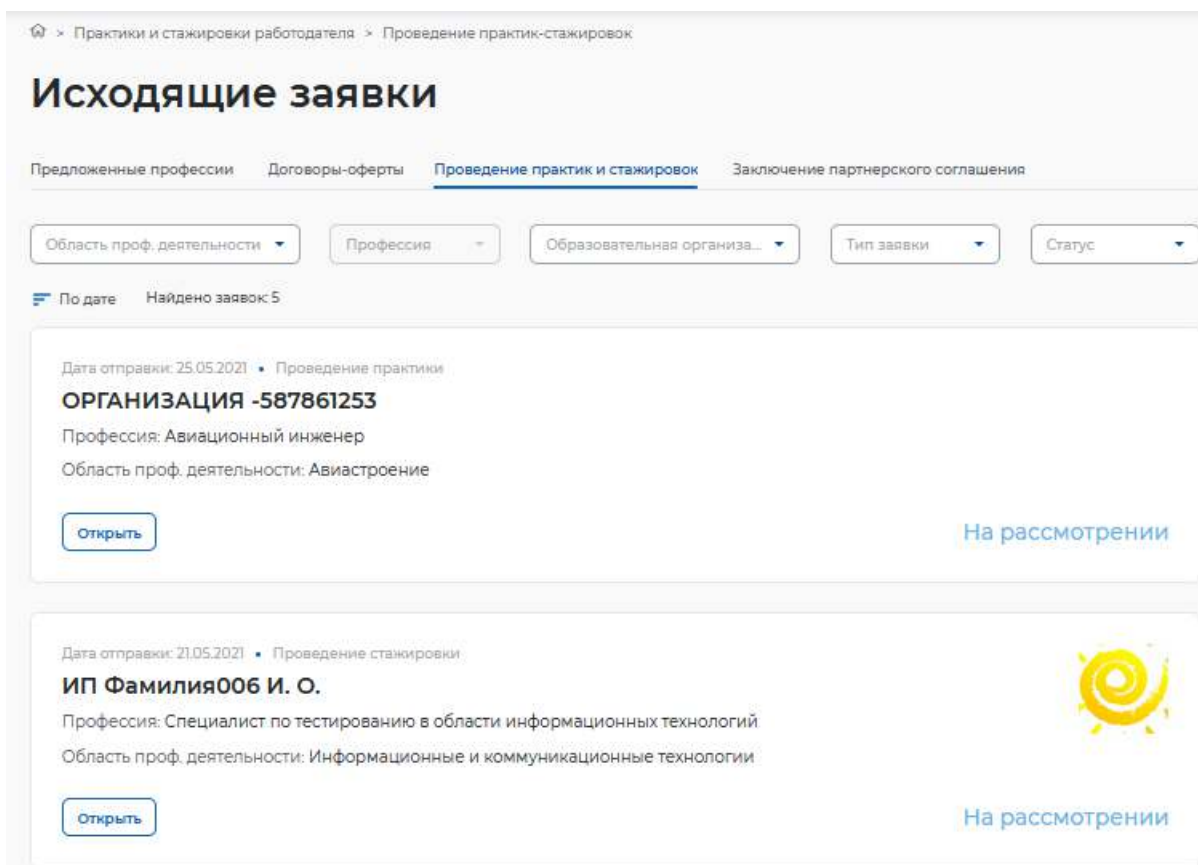 > Практики и стажировки работодателя > Проведение практик-стажировок
Исходящие заявки
Предложенные профессии Договоры-оферты Проведение практик и стажировок Заключение партнерского соглашения
Область проф. деятельности Профессия Образовательная организа... Тип заявки Статус
По дате Найдено заявок: 5
Дата отправки: 25.05.2021 • Проведение практики
ОРГАНИЗАЦИЯ -587861253
Профессия: Авиационный инженер
Область проф. деятельности: Авиастроение
Открыть На рассмотрении
Дата отправки: 21.05.2021 • Проведение стажировки
ИП Фамилия006 И. О.
Профессия: Специалист по тестированию в области информационных технологий
Область проф. деятельности: Информационные и коммуникационные технологии
Открыть На рассмотрении